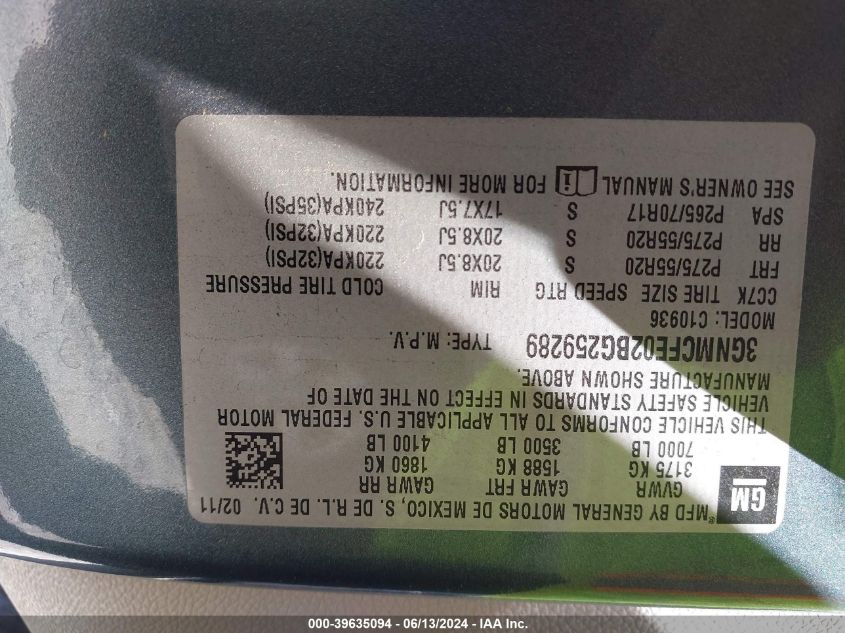 MFD BY GENERAL MOTORS DE MEXICO, S. DE R.L. DE C.V. 02/11
GM®
GVWR GAWR FRT GAWR RR
3175 KG 1588 KG 1860 KG
7000 LB 3500 LB 4100 LB
THIS VEHICLE CONFORMS TO ALL APPLICABLE U.S. FEDERAL MOTOR
VEHICLE SAFETY STANDARDS IN EFFECT ON THE DATE OF
MANUFACTURE SHOWN ABOVE.
3GNMCFE02BG259289 TYPE: M.P.V.
MODEL: C10936
CC7K TIRE SIZE SPEED RTG RIM COLD TIRE PRESSURE
FRT P275/55R20 S 20X8.5J 220KPA(32PSI)
RR P275/55R20 S 20X8.5J 220KPA(32PSI)
SPA P265/70R17 S 17X7.5J 240KPA(35PSI)
SEE OWNER'S MANUAL i FOR MORE INFORMATION.
000-39635094 - 06/13/2024 - IAA Inc.